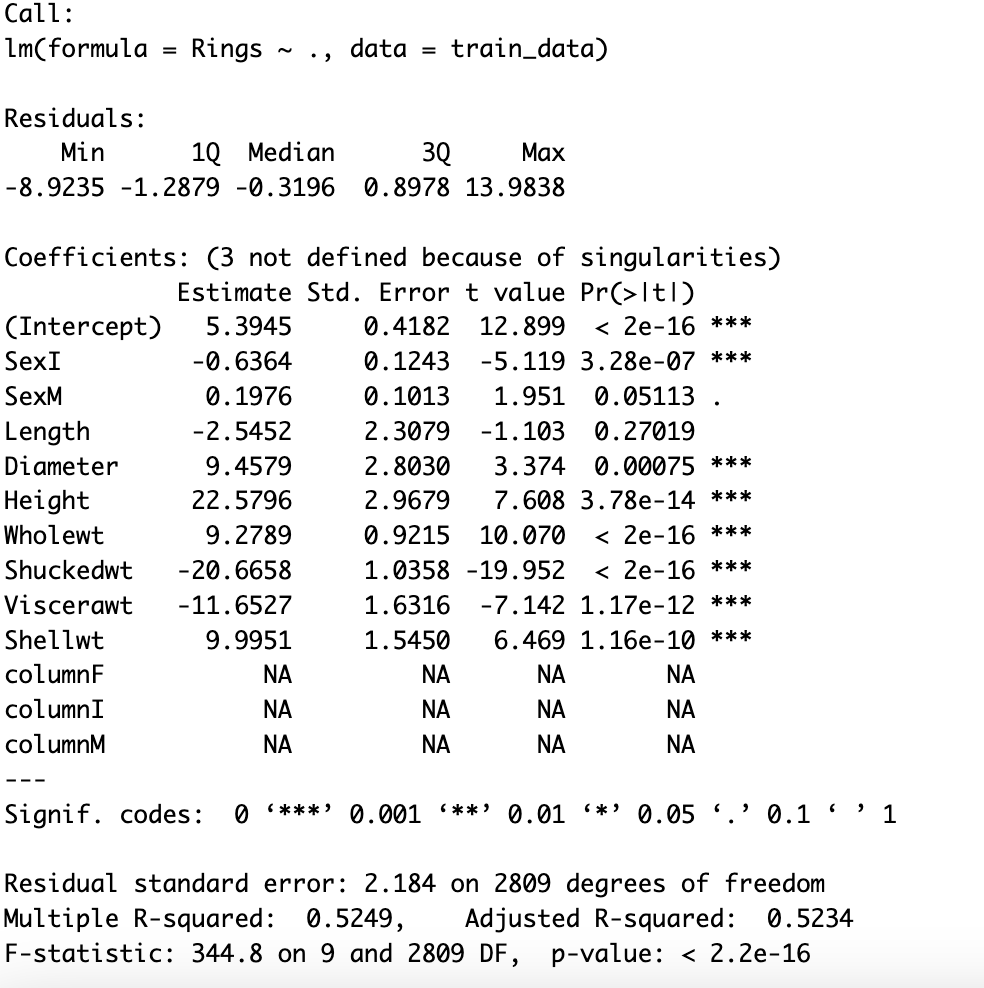 Call:
lm(formula = Rings ~ ., data = train_data)
Residuals:
    Min      1Q  Median      3Q     Max
-8.9235 -1.2879 -0.3196  0.8978 13.9838
Coefficients: (3 not defined because of singularities)
            Estimate Std. Error t value Pr(>|t|)
(Intercept)   5.3945     0.4182  12.899  < 2e-16 ***
SexI         -0.6364     0.1243  -5.119 3.28e-07 ***
SexM          0.1976     0.1013   1.951  0.05113 .
Length       -2.5452     2.3079  -1.103  0.27019
Diameter      9.4579     2.8030   3.374  0.00075 ***
Height       22.5796     2.9679   7.608 3.78e-14 ***
Wholewt       9.2789     0.9215  10.070  < 2e-16 ***
Shuckedwt   -20.6658     1.0358 -19.952  < 2e-16 ***
Viscerawt   -11.6527     1.6316  -7.142 1.17e-12 ***
Shellwt       9.9951     1.5450   6.469 1.16e-10 ***
columnF           NA         NA      NA       NA
columnI           NA         NA      NA       NA
columnM           NA         NA      NA       NA
---
Signif. codes:  0 ‘***’ 0.001 ‘**’ 0.01 ‘*’ 0.05 ‘.’ 0.1 ‘ ’ 1
Residual standard error: 2.184 on 2809 degrees of freedom
Multiple R-squared:  0.5249,	Adjusted R-squared:  0.5234
F-statistic: 344.8 on 9 and 2809 DF,  p-value: < 2.2e-16